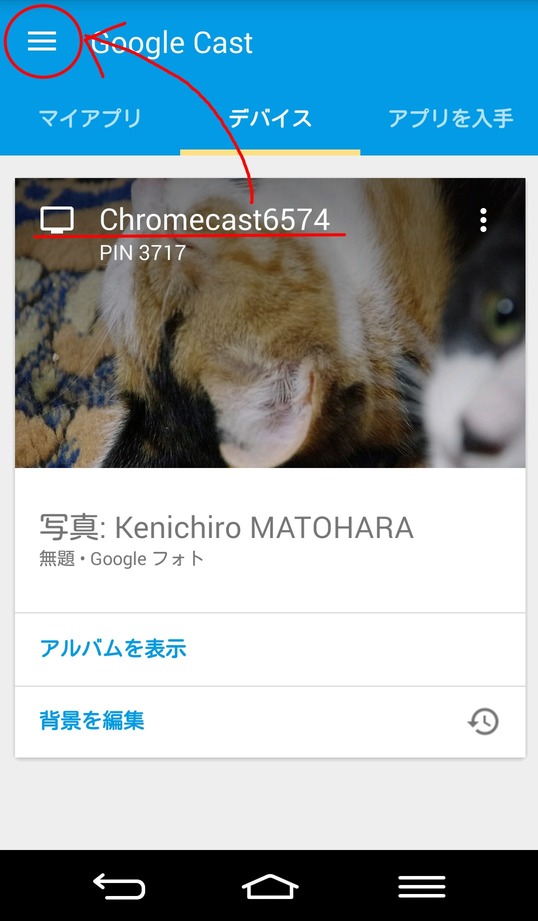 Google Cast
マイアプリ デバイス アプリを入手
Chromecast6574
PIN 3717
写真: Kenichiro MATOHARA
無題 • Google フォト
アルバムを表示
背景を編集